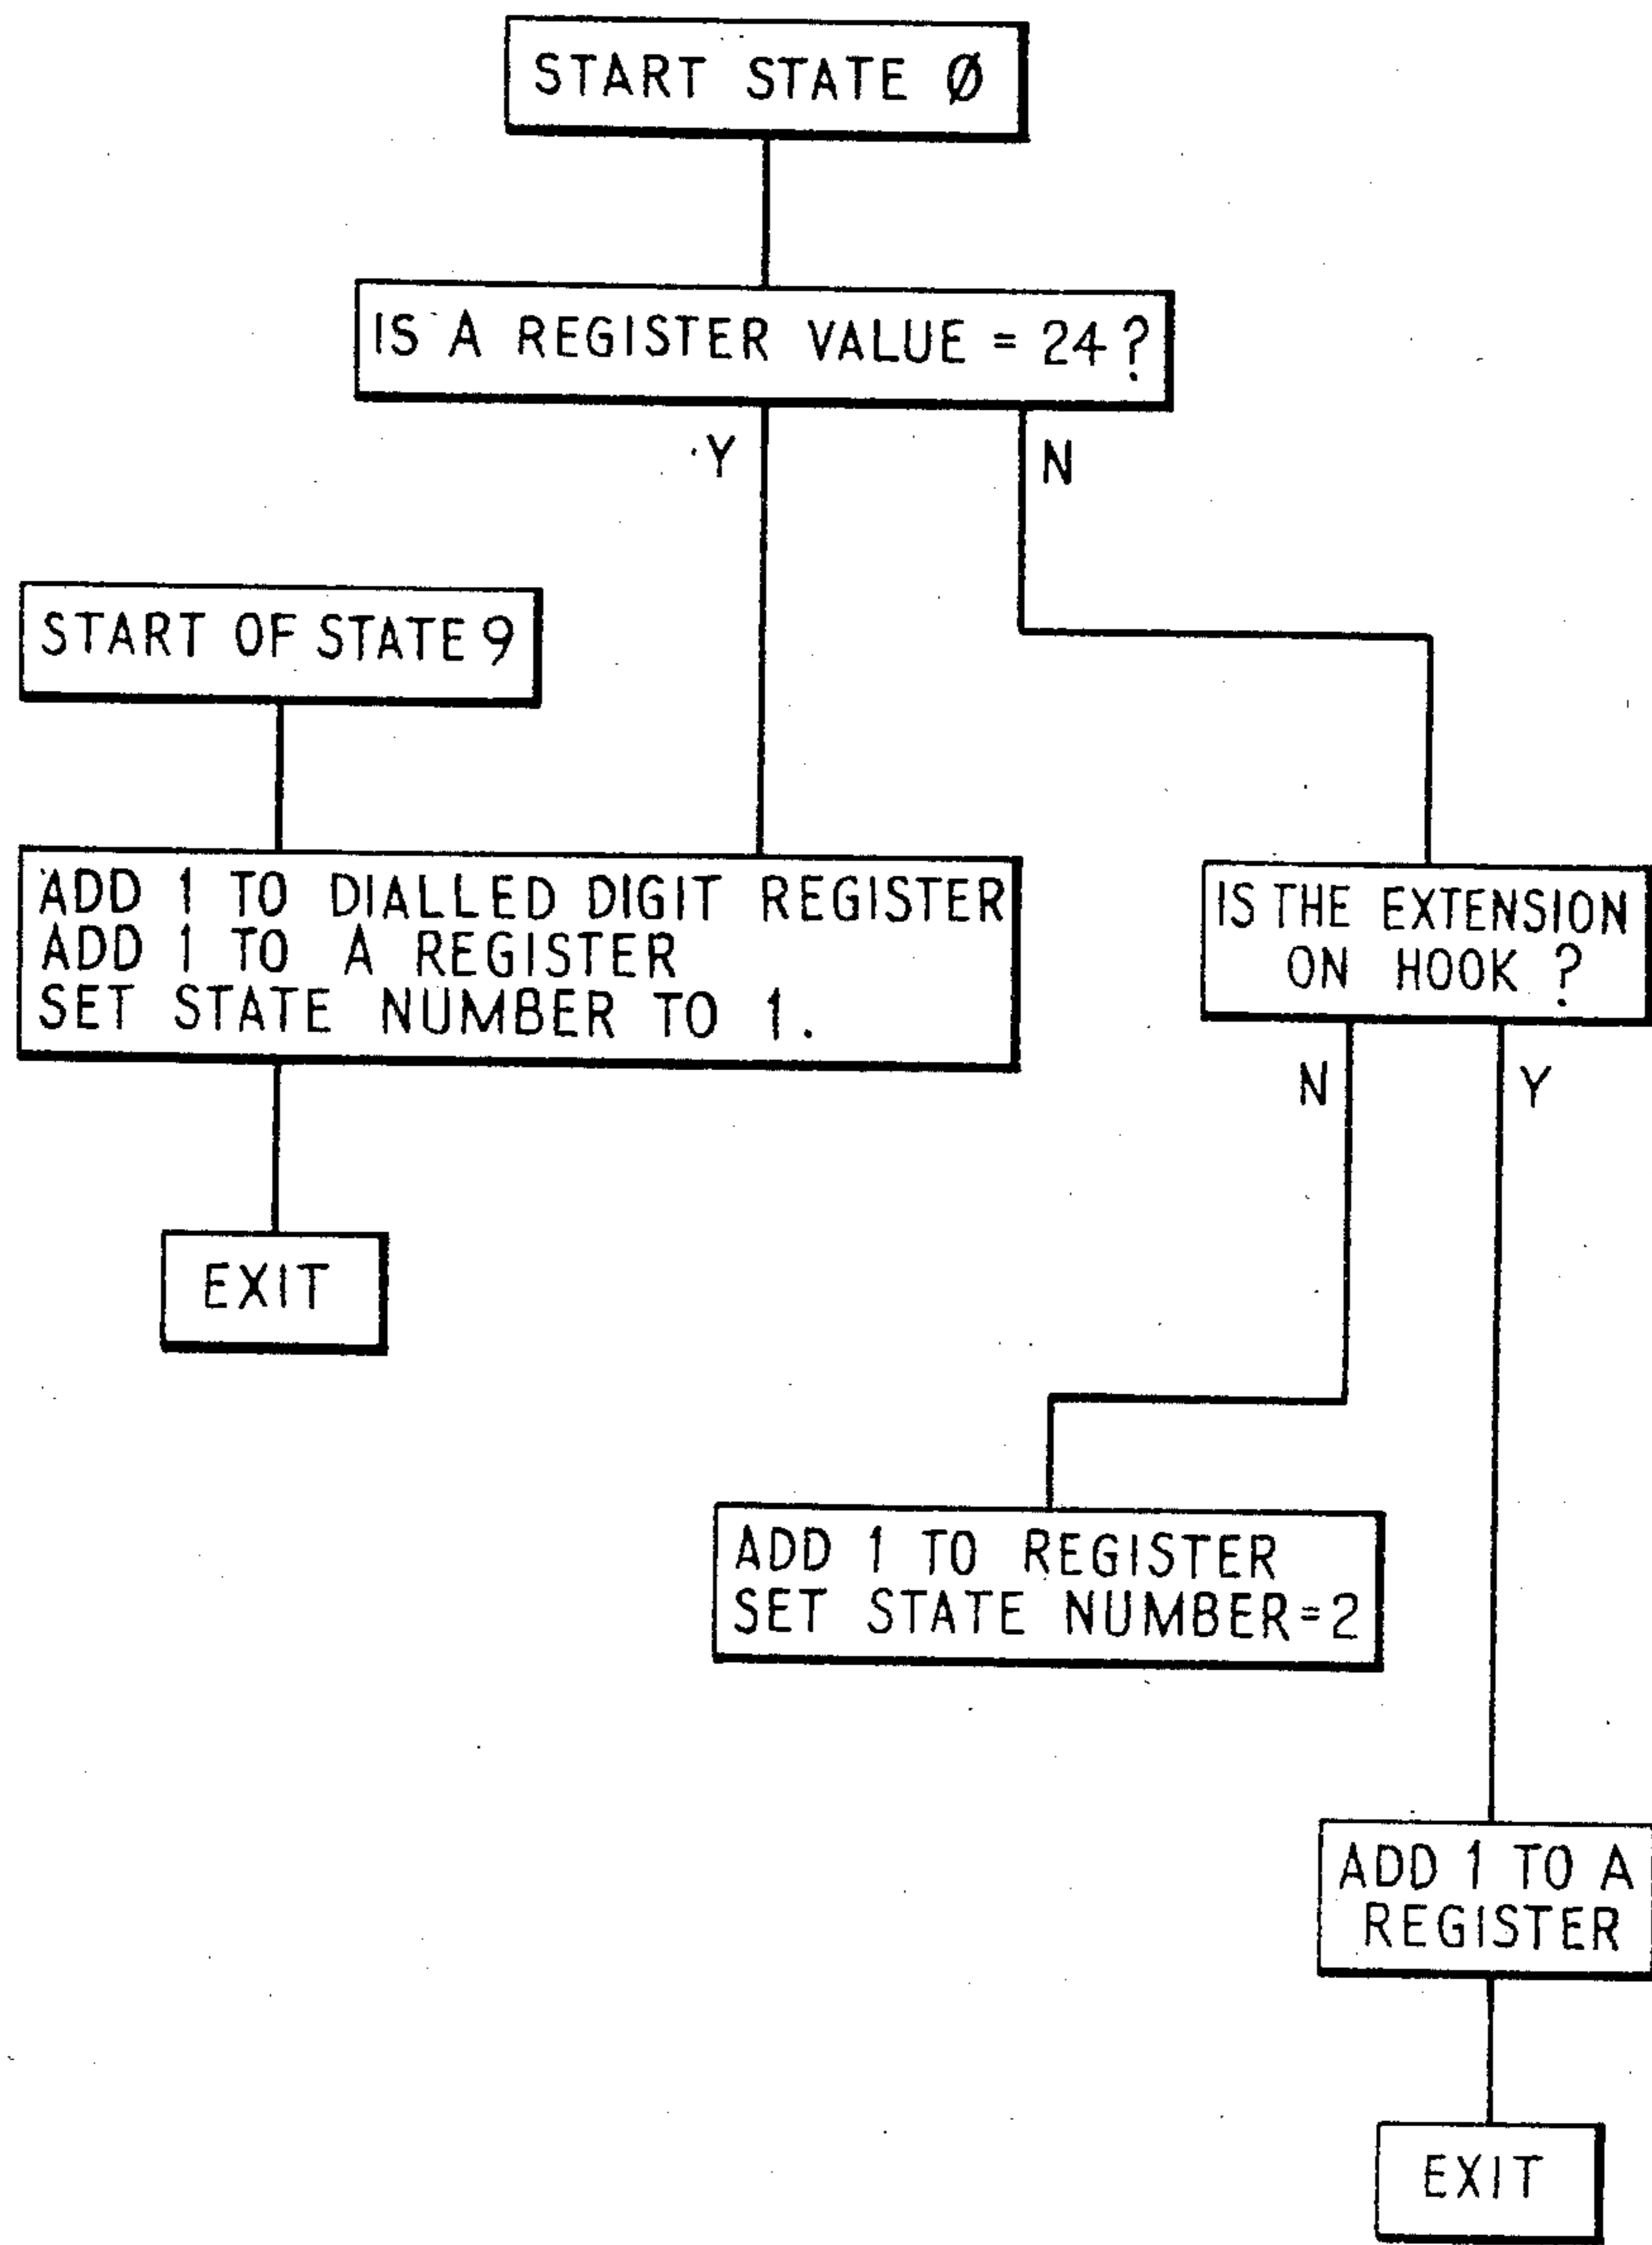 START STATE Ø
IS A REGISTER VALUE = 24 ?
Y
N
START OF STATE 9
ADD 1 TO DIALLED DIGIT REGISTER
ADD 1 TO A REGISTER
SET STATE NUMBER TO 1.
IS THE EXTENSION
ON HOOK ?
N
Y
EXIT
ADD 1 TO REGISTER
SET STATE NUMBER=2
ADD 1 TO A
REGISTER
EXIT